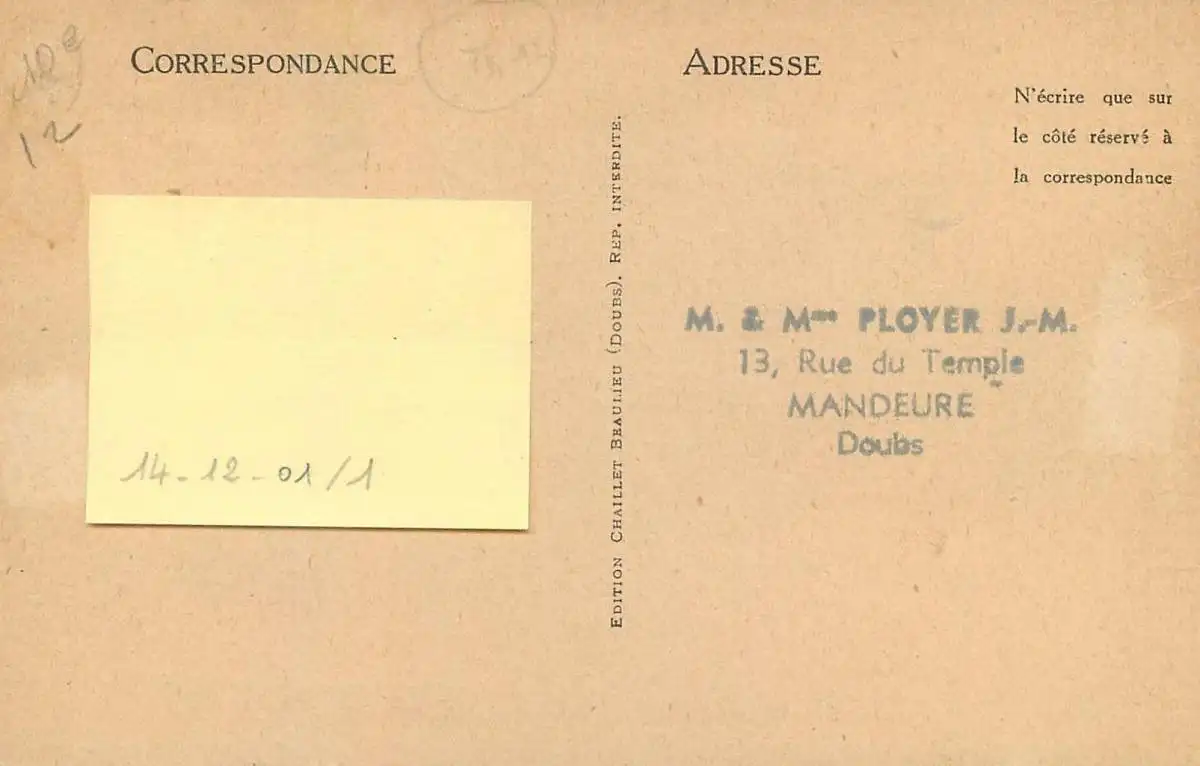 12
CORRESPONDANCE
14-12-01/1
EDITION CHAILLET BEAULIEU (DOUBS). REP. INTERDITE.
ADRESSE
N'écrire que sur
le côté réservé à
la correspondance
M. & Mme PLOYER J.-M.
13, Rue du Temple
MANDEURE
Doubs